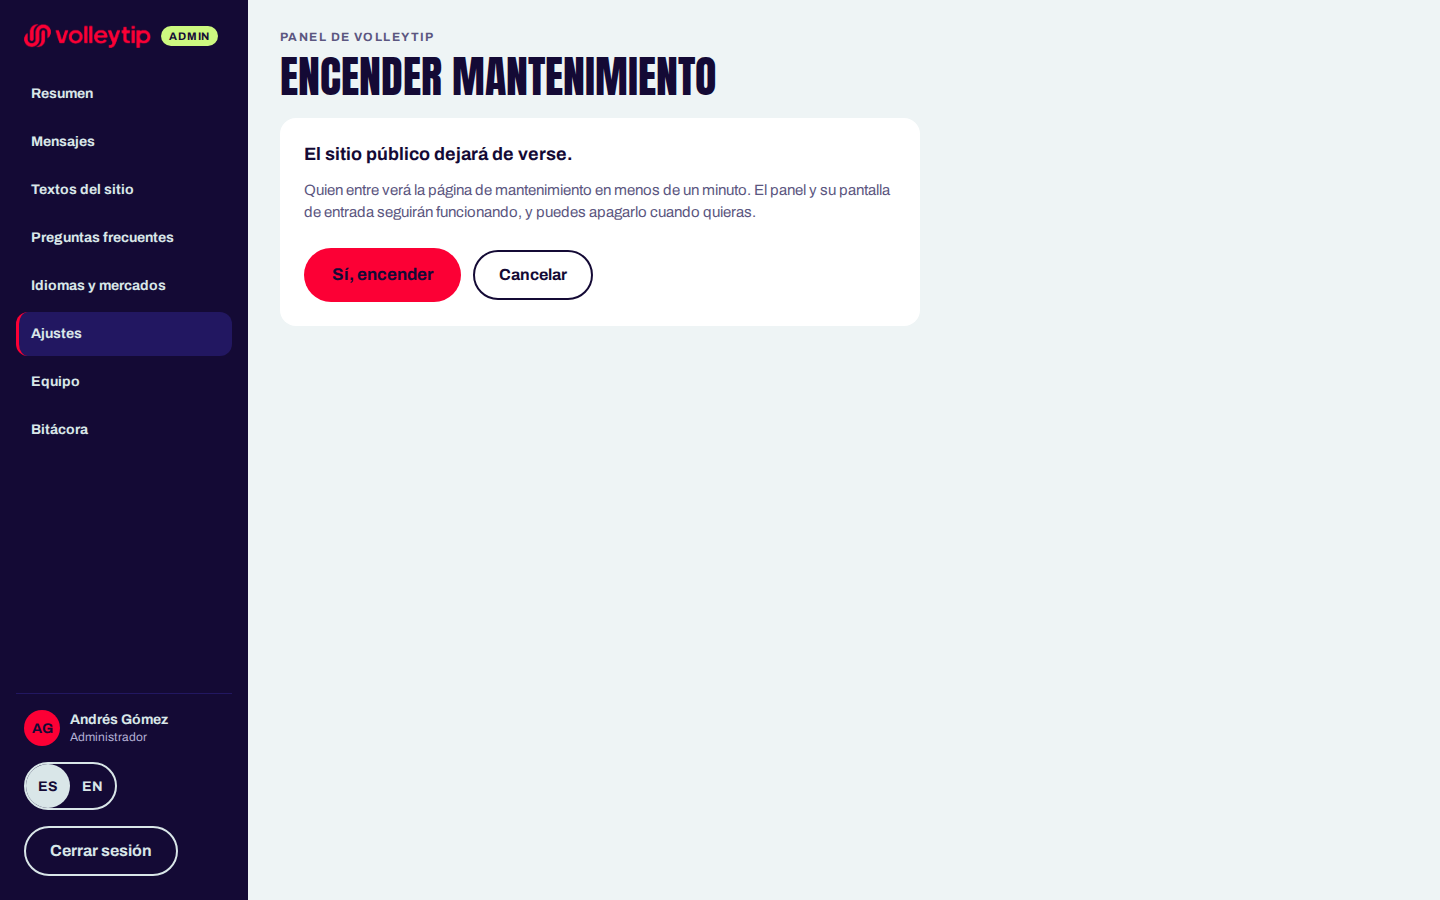 volleytip ADMIN
Resumen
Mensajes
Textos del sitio
Preguntas frecuentes
Idiomas y mercados
Ajustes
Equipo
Bitácora
AG Andrés Gómez
Administrador
ES EN
Cerrar sesión
PANEL DE VOLLEYTIP
ENCENDER MANTENIMIENTO
El sitio público dejará de verse.
Quien entre verá la página de mantenimiento en menos de un minuto. El panel y su pantalla
de entrada seguirán funcionando, y puedes apagarlo cuando quieras.
Sí, encender Cancelar